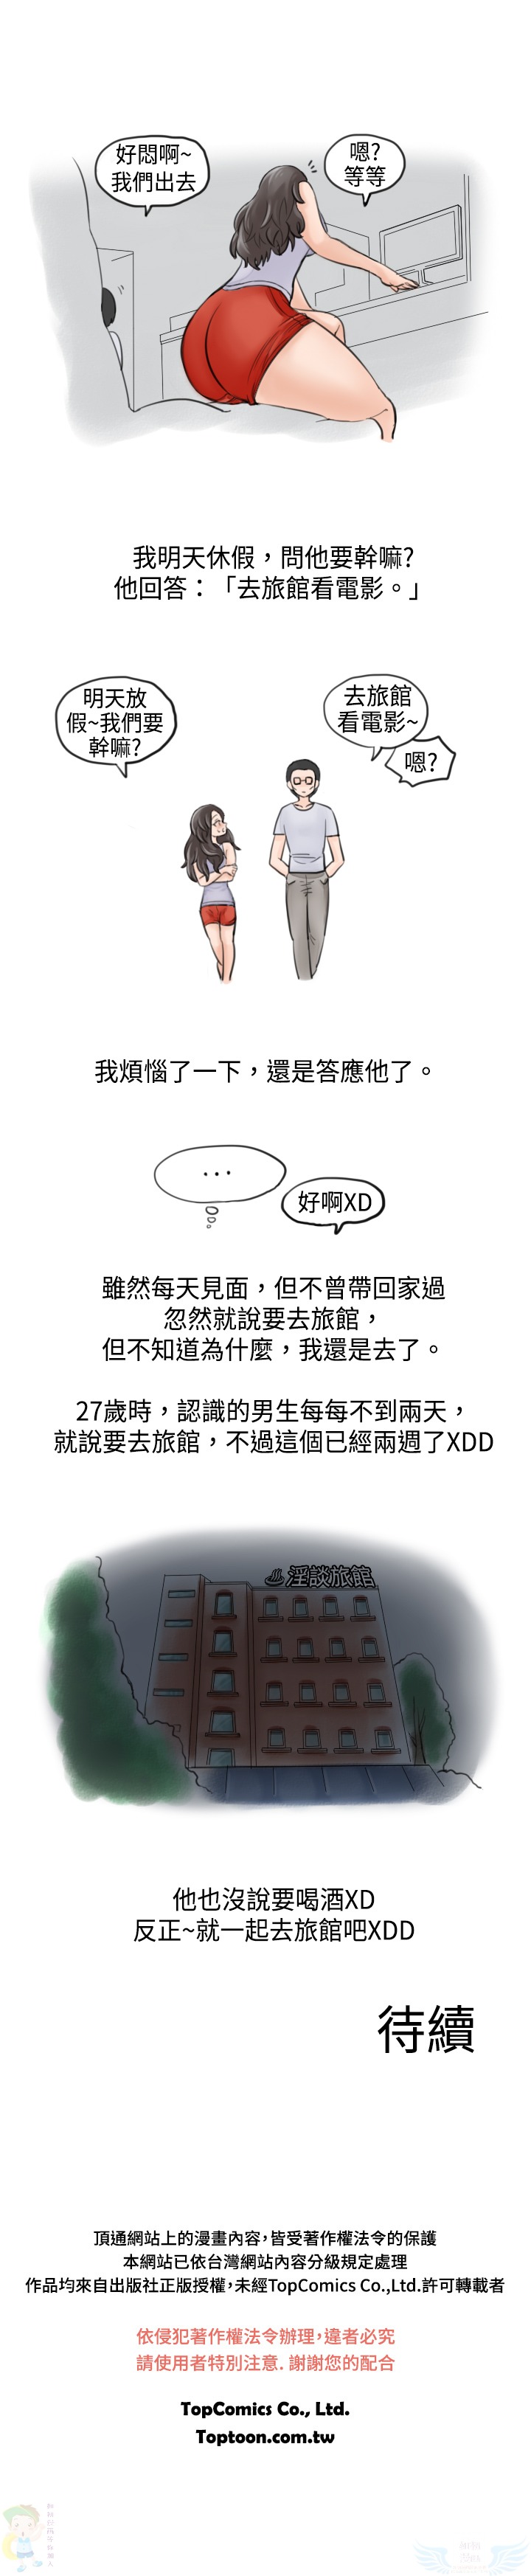 好悶啊~
我們出去
嗯?
等等
我明天休假，問他要幹嘛?
他回答：「去旅館看電影。」
明天放
假~我們要
幹嘛?
去旅館
看電影~
嗯?
我煩惱了一下，還是答應他了。
...
好啊XD
雖然每天見面，但不曾帶回家過
忽然就說要去旅館，
但不知道為什麼，我還是去了。
27歲時，認識的男生每每不到兩天，
就說要去旅館，不過這個已經兩週了XDD
♨淫談旅館
他也沒說要喝酒XD
反正~就一起去旅館吧XDD
待續
頂通網站上的漫畫內容，皆受著作權法令的保護
本網站已依台灣網站內容分級規定處理
作品均來自出版社正版授權，未經TopComics Co.,Ltd.許可轉載者
依侵犯著作權法令辦理，違者必究
請使用者特別注意. 謝謝您的配合
TopComics Co., Ltd.
Toptoon.com.tw